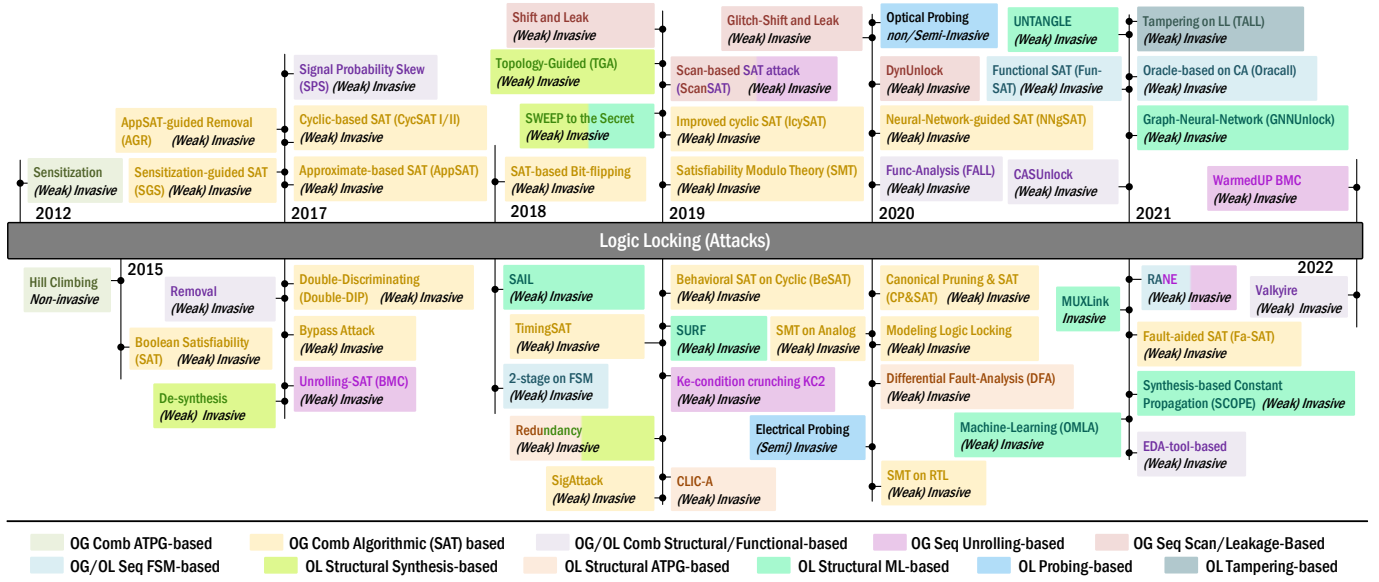 Shift and Leak
(Weak) Invasive
Glitch-Shift and Leak
(Weak) Invasive
Optical Probing
non/Semi-Invasive
UNTANGLE
(Weak) Invasive
Tampering on LL (TALL)
(Weak) Invasive
Signal Probability Skew
(SPS) (Weak) Invasive
Topology-Guided (TGA)
(Weak) Invasive
Scan-based SAT attack
(ScanSAT) (Weak) Invasive
DynUnlock
(Weak) Invasive
Functional SAT (Fun-
SAT) (Weak) Invasive
Oracle-based on CA (Oracall)
(Weak) Invasive
AppSAT-guided Removal
(AGR) (Weak) Invasive
Cyclic-based SAT (CycSAT I/II)
(Weak) Invasive
SWEEP to the Secret
(Weak) Invasive
Improved cyclic SAT (IcySAT)
(Weak) Invasive
Neural-Network-guided SAT (NNgSAT)
(Weak) Invasive
Graph-Neural-Network (GNNUnlock)
(Weak) Invasive
Sensitization
(Weak) Invasive
Sensitization-guided SAT
(SGS) (Weak) Invasive
Approximate-based SAT (AppSAT)
(Weak) Invasive
SAT-based Bit-flipping
(Weak) Invasive
Satisfiability Modulo Theory (SMT)
(Weak) Invasive
Func-Analysis (FALL)
(Weak) Invasive
CASUnlock
(Weak) Invasive
WarmedUP BMC
(Weak) Invasive
2012
2017
2018
2019
2020
2021
Logic Locking (Attacks)
2015
2022
Hill Climbing
Non-invasive
Removal
(Weak) Invasive
Double-Discriminating
(Double-DIP) (Weak) Invasive
SAIL
(Weak) Invasive
Behavioral SAT on Cyclic (BeSAT)
(Weak) Invasive
Canonical Pruning & SAT
(CP&SAT) (Weak) Invasive
MUXLink
Invasive
RANE
(Weak) Invasive
Valkyire
(Weak) Invasive
Boolean Satisfiability
(SAT) (Weak) Invasive
Bypass Attack
(Weak) Invasive
TimingSAT
(Weak) Invasive
SURF
(Weak) Invasive
SMT on Analog
(Weak) Invasive
Modeling Logic Locking
(Weak) Invasive
Fault-aided SAT (Fa-SAT)
(Weak) Invasive
De-synthesis
(Weak) Invasive
Unrolling-SAT (BMC)
(Weak) Invasive
2-stage on FSM
(Weak) Invasive
Ke-condition crunching KC2
(Weak) Invasive
Differential Fault-Analysis (DFA)
(Weak) Invasive
Synthesis-based Constant
Propagation (SCOPE) (Weak) Invasive
Redundancy
(Weak) Invasive
Electrical Probing
(Semi) Invasive
Machine-Learning (OMLA)
(Weak) Invasive
EDA-tool-based
(Weak) Invasive
SigAttack
(Weak) Invasive
CLIC-A
(Weak) Invasive
SMT on RTL
(Weak) Invasive
OG Comb ATPG-based
OG Comb Algorithmic (SAT) based
OG/OL Comb Structural/Functional-based
OG Seq Unrolling-based
OG Seq Scan/Leakage-Based
OG/OL Seq FSM-based
OL Structural Synthesis-based
OL Structural ATPG-based
OL Structural ML-based
OL Probing-based
OL Tampering-based